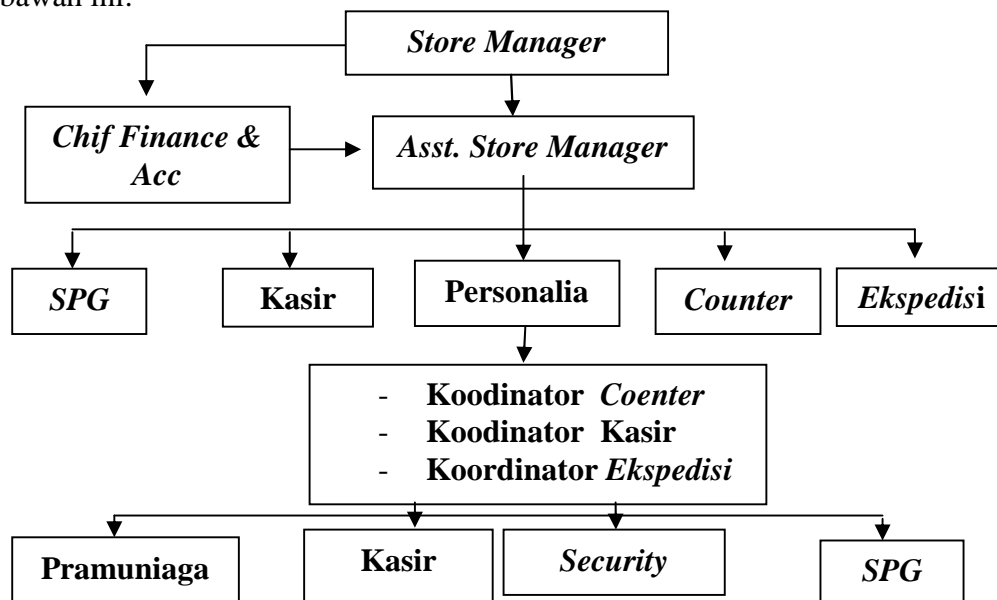 bawah ini:
Store Manager
Chif Finance &
Acc
Asst. Store Manager
SPG
Kasir
Personalia
Counter
Ekspedisi
- Koodinator Coenter
- Koodinator Kasir
- Koordinator Ekspedisi
Pramuniaga
Kasir
Security
SPG